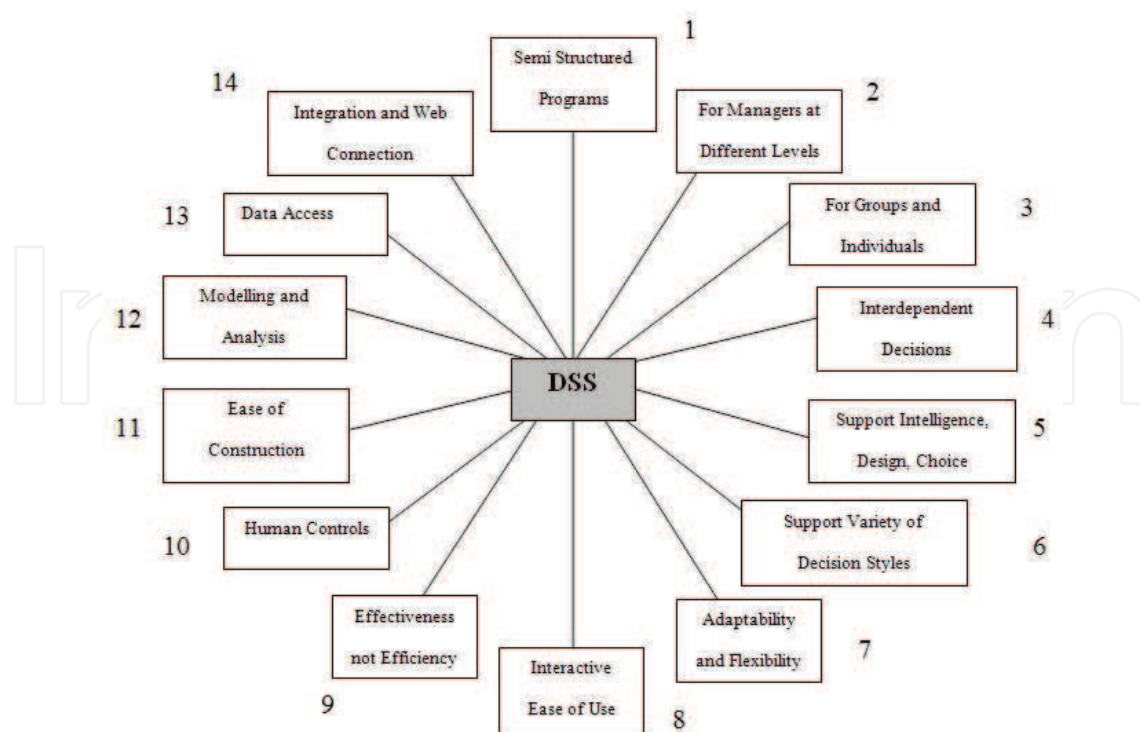 1
Semi Structured
Programs
2
For Managers at
Different Levels
3
For Groups and
Individuals
4
Interdependent
Decisions
5
Support Intelligence,
Design, Choice
6
Support Variety of
Decision Styles
7
Adaptability
and Flexibility
8
Interactive
Ease of Use
9
Effectiveness
not Efficiency
10
Human Controls
11
Ease of
Construction
12
Modelling and
Analysis
13
Data Access
14
Integration and Web
Connection
DSS